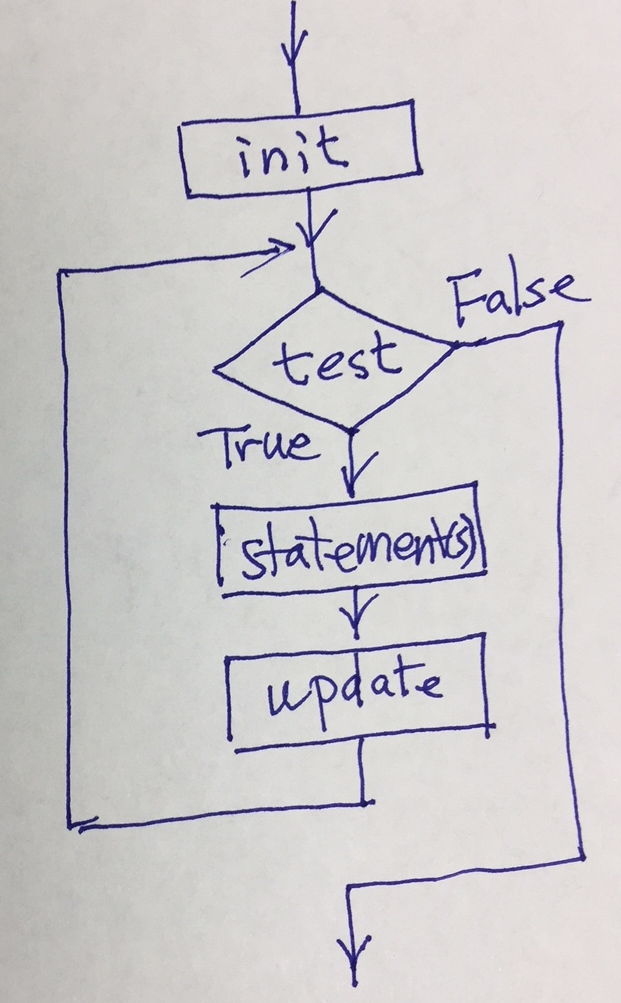 init
False
test
True
statement(s)
update